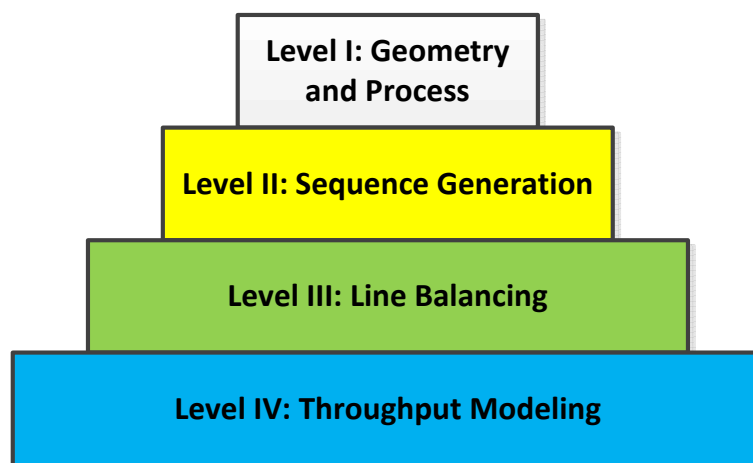 Level I: Geometry
and Process
Level II: Sequence Generation
Level III: Line Balancing
Level IV: Throughput Modeling